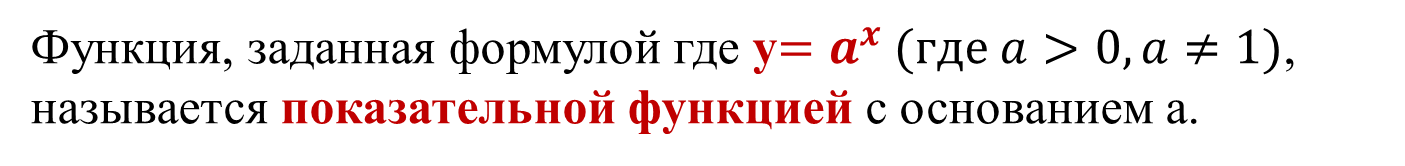 Функция, заданная формулой где y= aˣ (где a > 0, a ≠ 1),
называется показательной функцией с основанием а.